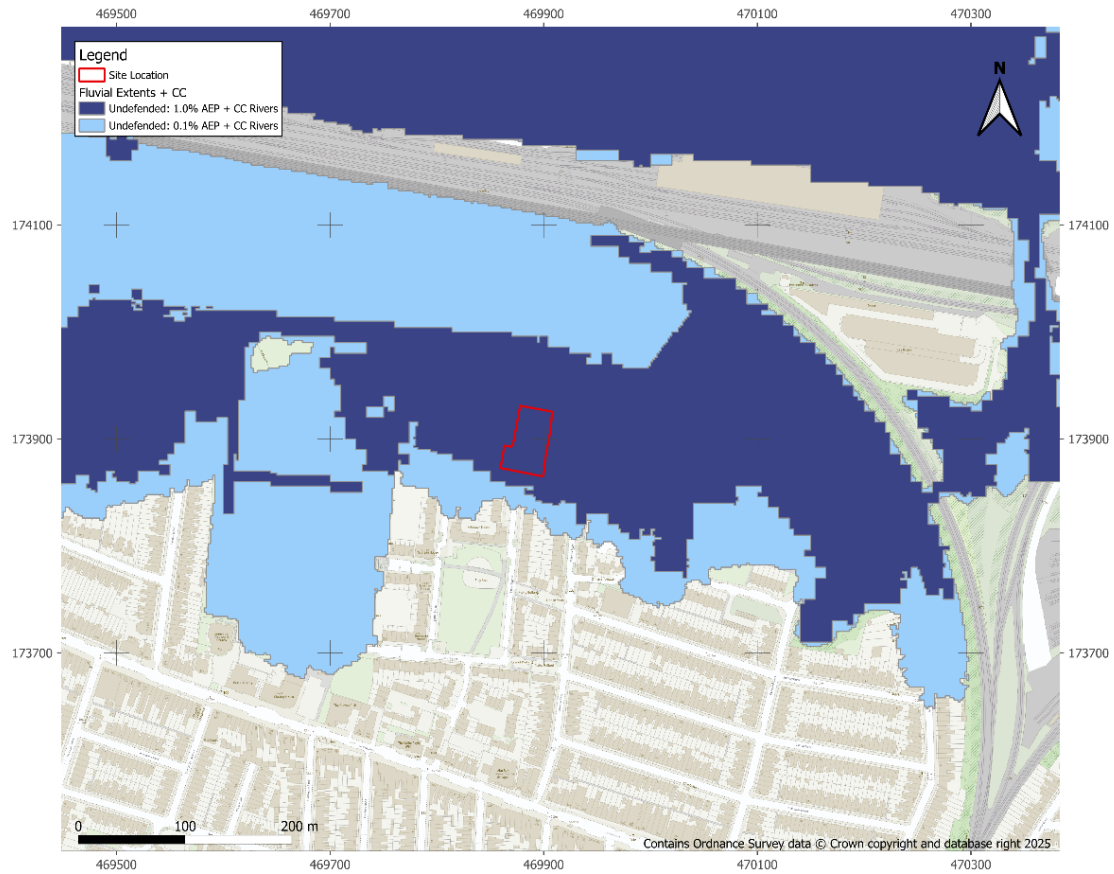 469500 469700 469900 470100 470300
Legend
Site Location
Fluvial Extents + CC
Undefended: 1.0% AEP + CC Rivers
Undefended: 0.1% AEP + CC Rivers
N
174100 174100
173900 173900
173700 173700
0 100 200 m
Contains Ordnance Survey data © Crown copyright and database right 2025
469500 469700 469900 470100 470300